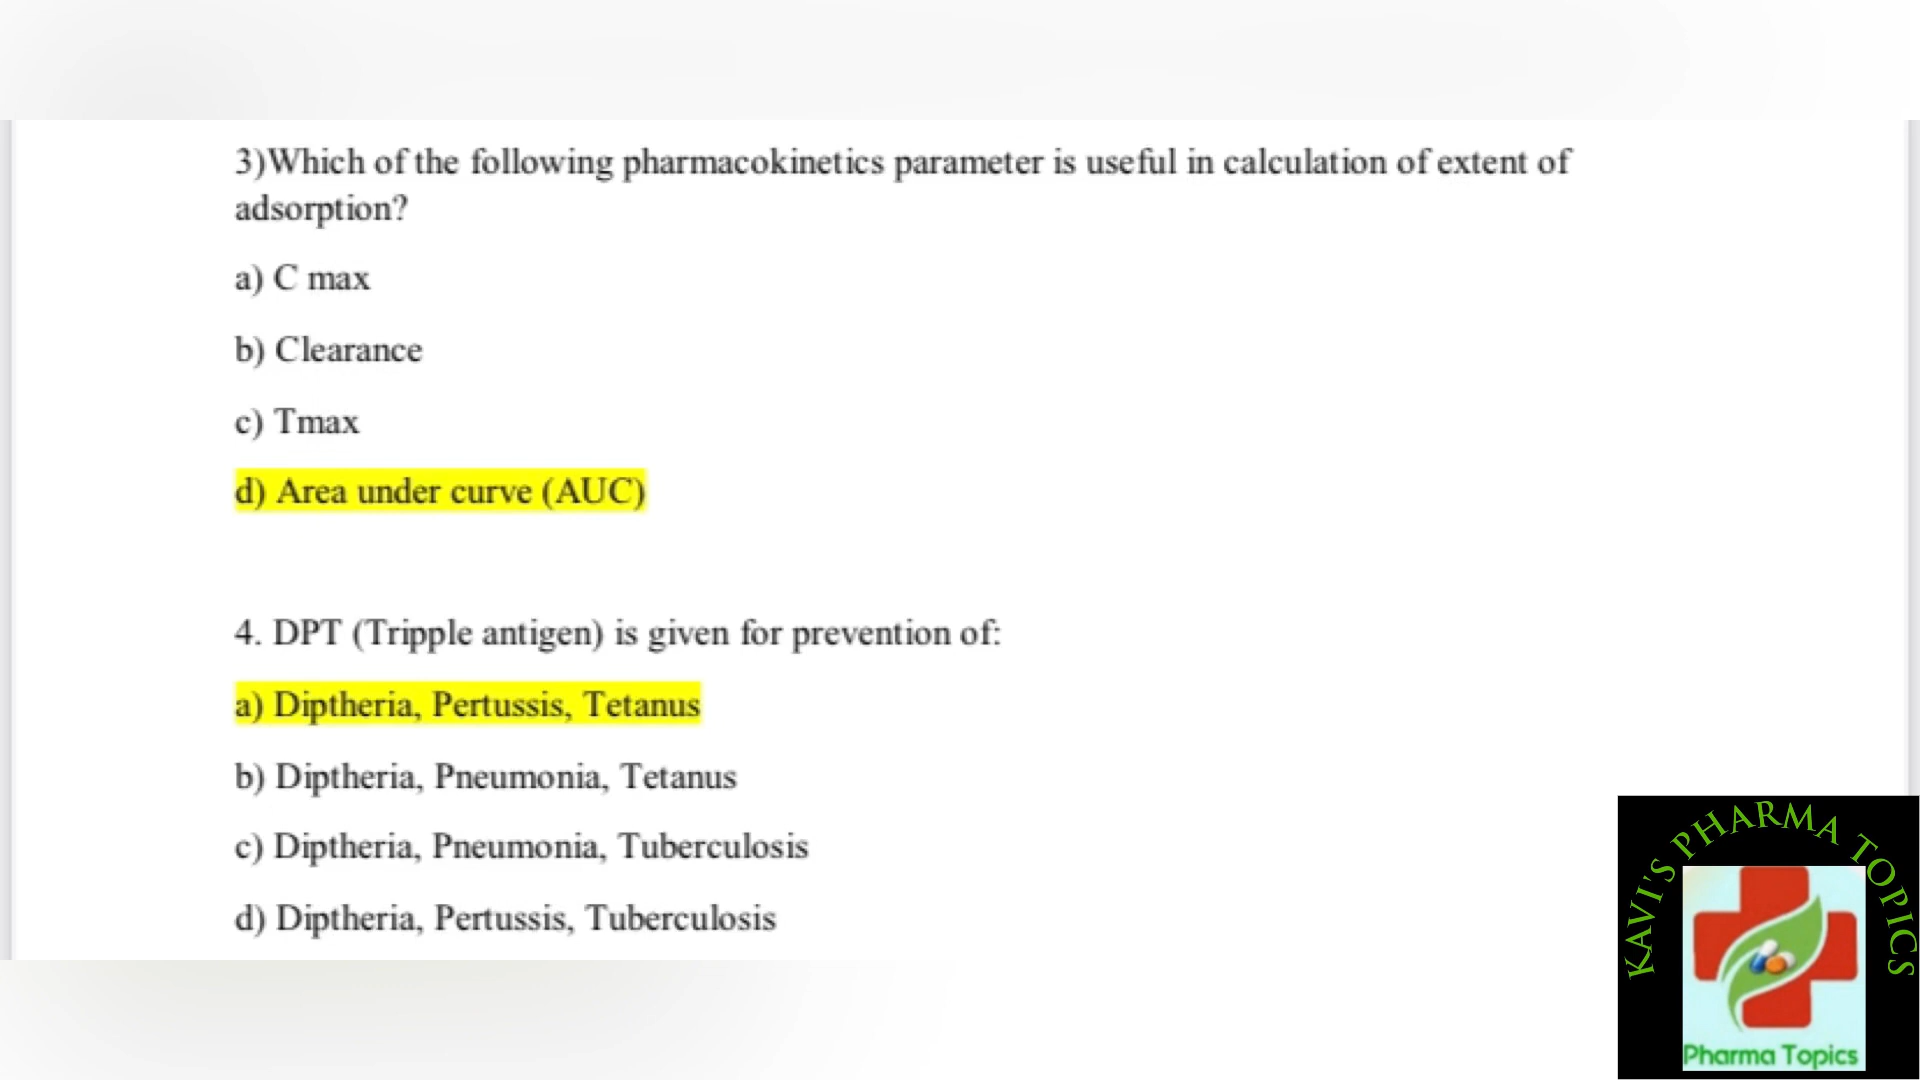 3)Which of the following pharmacokinetics parameter is useful in calculation of extent of
adsorption?
a) C max
b) Clearance
c) Tmax
d) Area under curve (AUC)
4. DPT (Tripple antigen) is given for prevention of:
a) Diptheria, Pertussis, Tetanus
b) Diptheria, Pneumonia, Tetanus
c) Diptheria, Pneumonia, Tuberculosis
d) Diptheria, Pertussis, Tuberculosis
KAVI'S PHARMA TOPICS
Pharma Topics